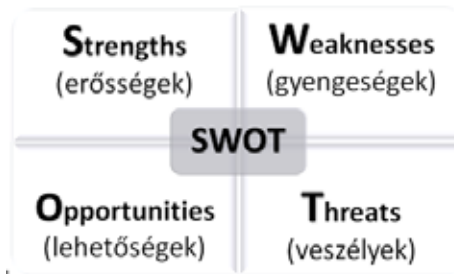 Strengths
(erősségek)
Weaknesses
(gyengeségek)
SWOT
Opportunities
(lehetőségek)
Threats
(veszélyek)